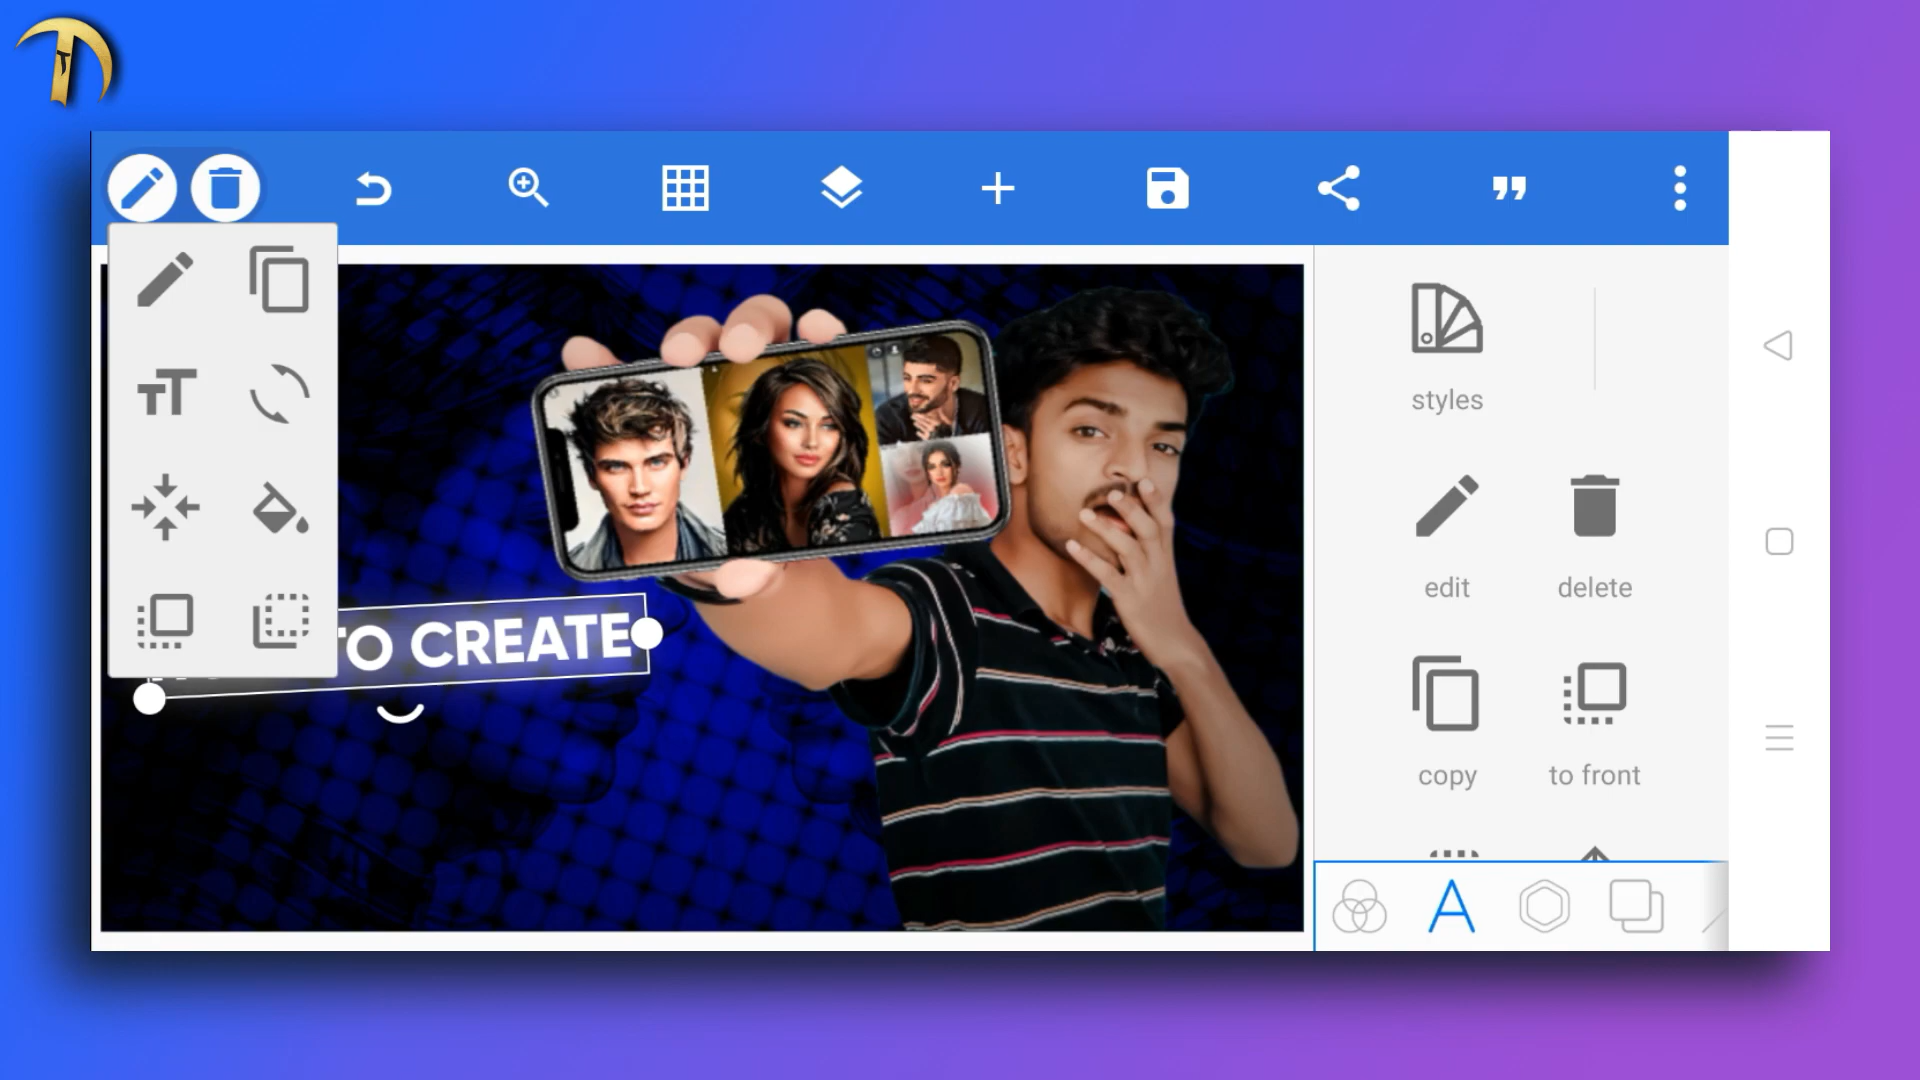 styles
TO CREATE
edit
delete
copy
to front